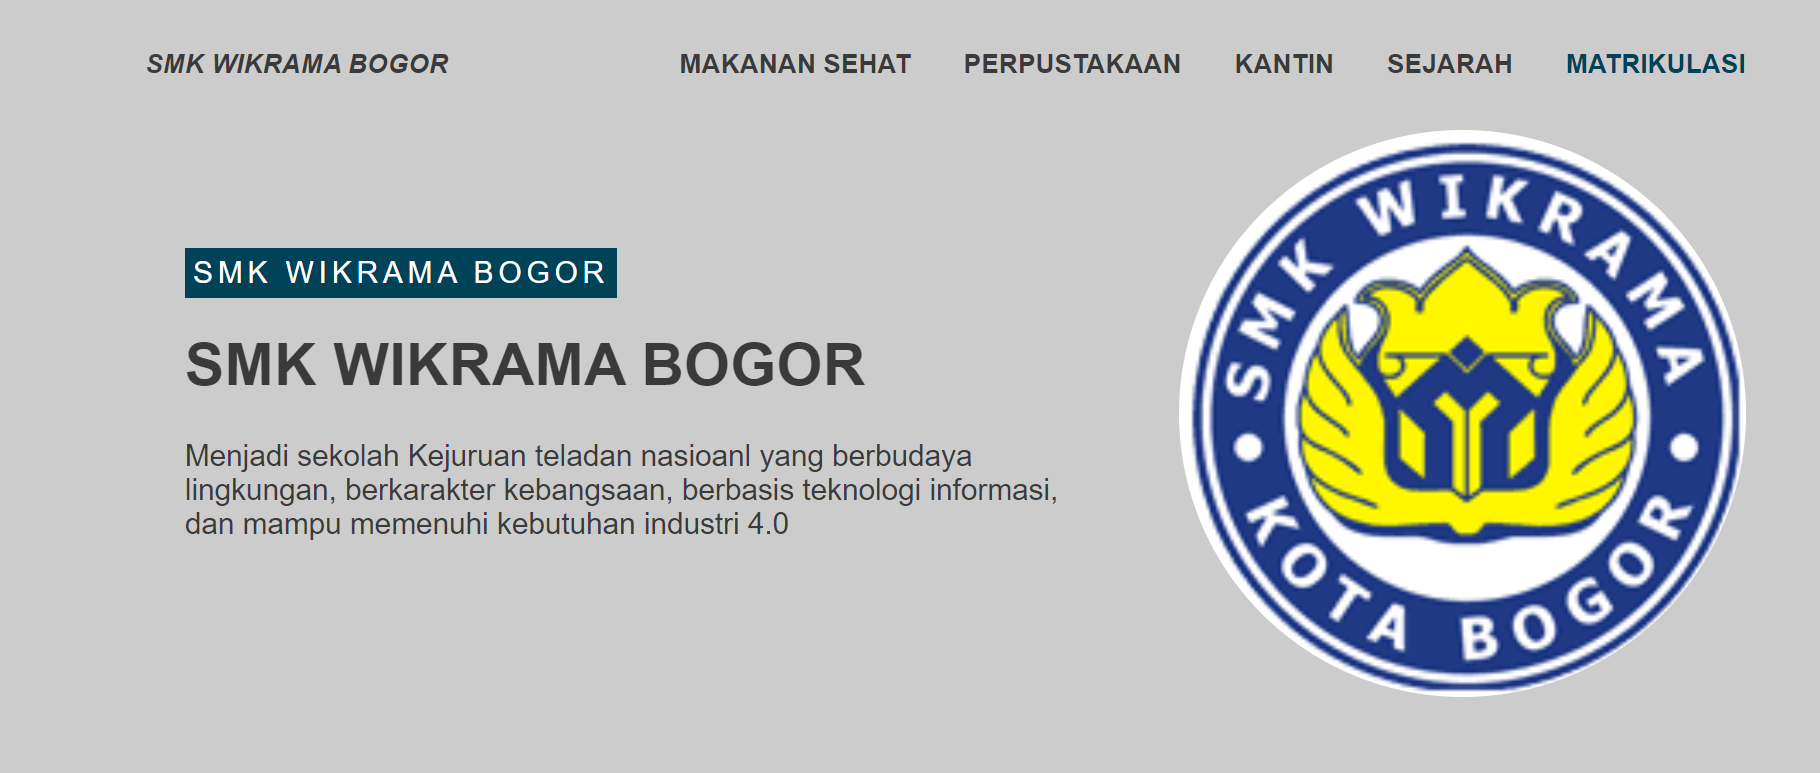 SMK WIKRAMA BOGOR
MAKANAN SEHAT PERPUSTAKAAN KANTIN SEJARAH MATRIKULASI
SMK WIKRAMA BOGOR
SMK WIKRAMA BOGOR
Menjadi sekolah Kejuruan teladan nasioanl yang berbudaya
lingkungan, berkarakter kebangsaan, berbasis teknologi informasi,
dan mampu memenuhi kebutuhan industri 4.0
SMK WIKRAMA
KOTA BOGOR